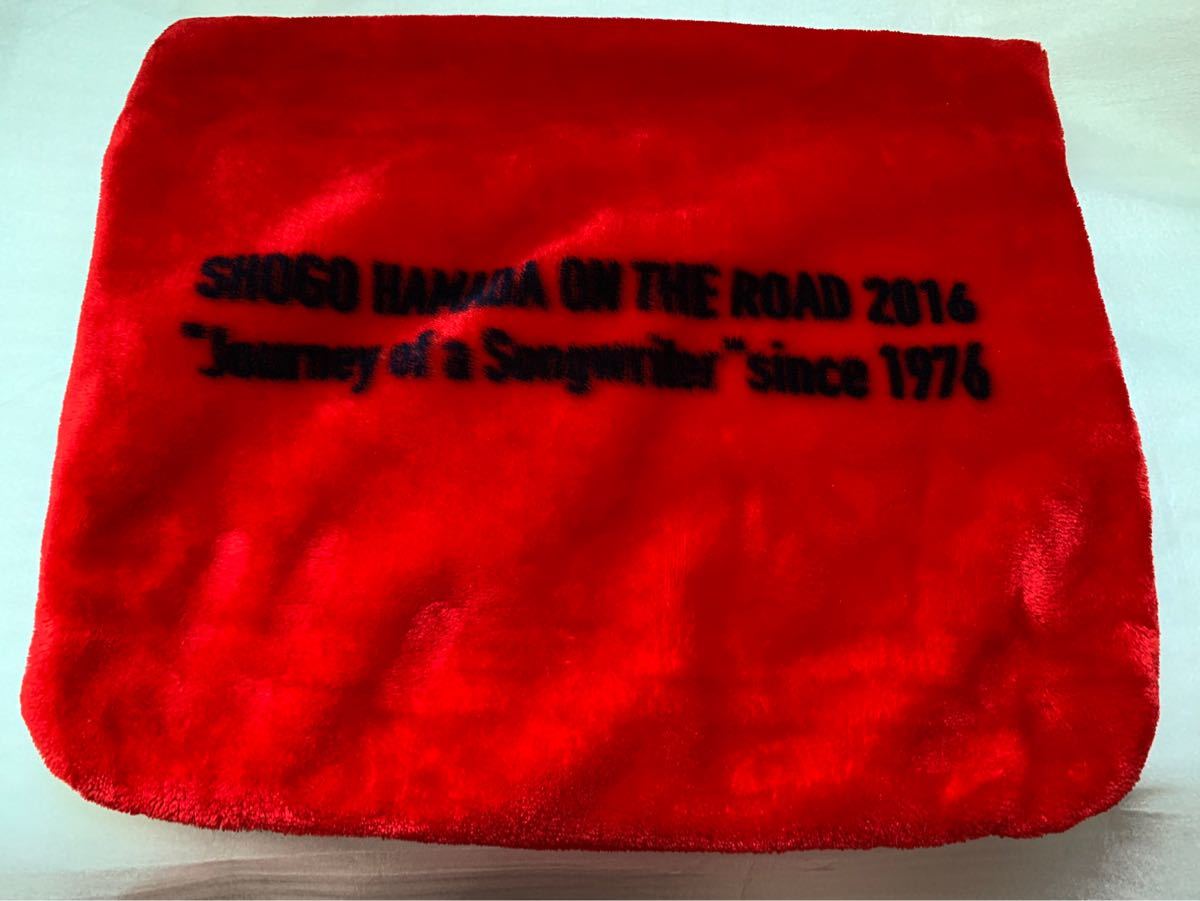 SHOGO HAMADA ON THE ROAD 2016
"Journey of a Songwriter" since 1976